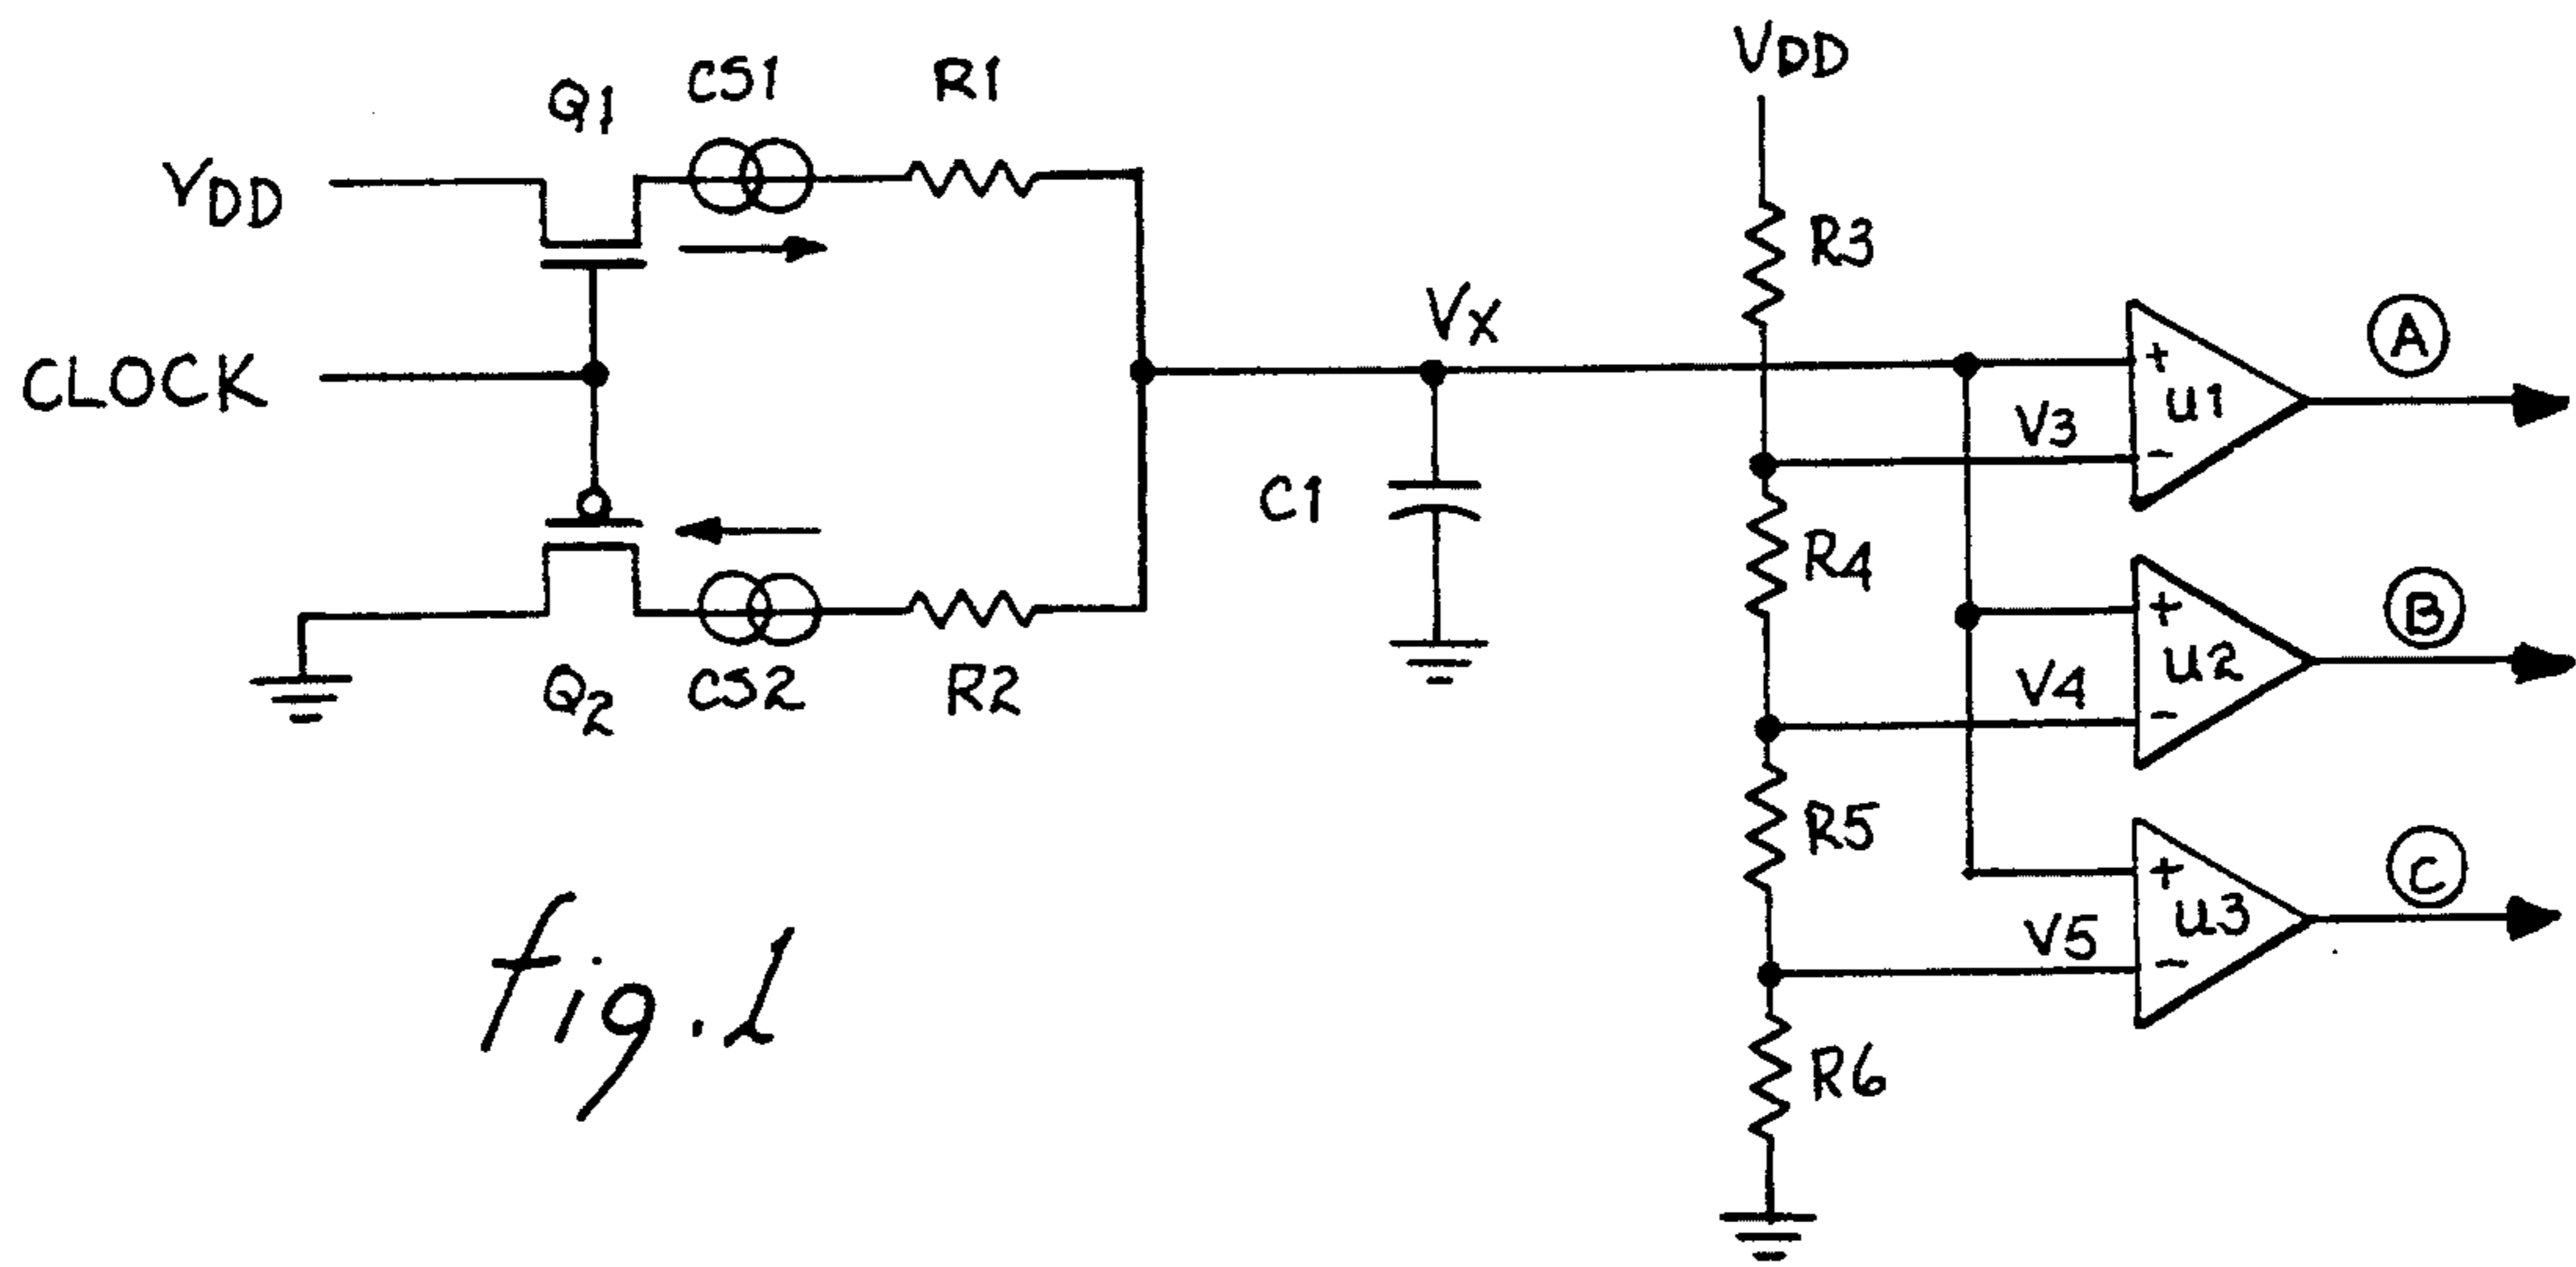 VDD
Q1
CS1
R1
CLOCK
Q2
CS2
R2
VX
C1
VDD
R3
R4
R5
R6
V3
V4
V5
+
u1
-
+
u2
-
+
u3
-
A
B
C
Fig.1